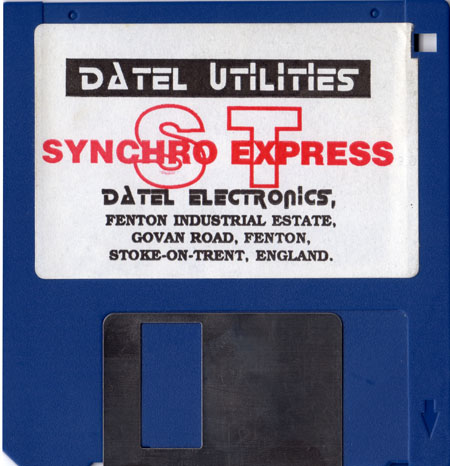 DATEL UTILITIES
ST
SYNCHRO EXPRESS
DATEL ELECTRONICS,
FENTON INDUSTRIAL ESTATE,
GOVAN ROAD, FENTON,
STOKE-ON-TRENT, ENGLAND.